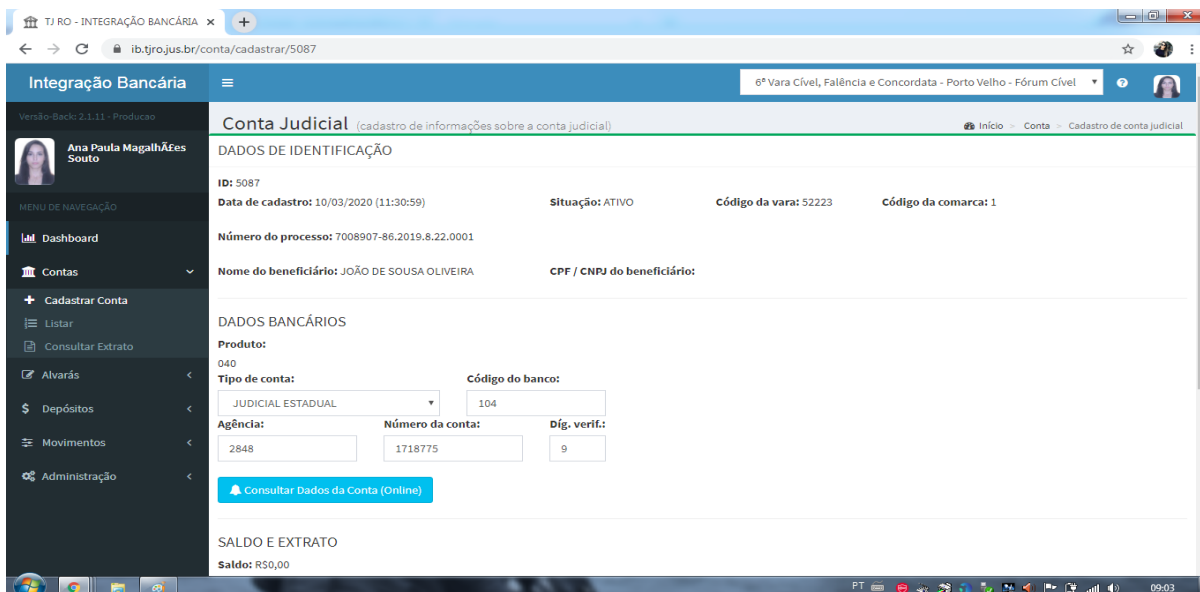 TJ RO - INTEGRAÇÃO BANCÁRIA
ib.tjro.jus.br/conta/cadastrar/5087
Integração Bancária
6ª Vara Cível, Falência e Concordata - Porto Velho - Fórum Cível
Versão-Back: 2.1.11 - Producao
Conta Judicial (cadastro de informações sobre a conta judicial)
Início > Conta > Cadastro de conta judicial
Ana Paula MagalhÃ£es
Souto
DADOS DE IDENTIFICAÇÃO
ID: 5087
MENU DE NAVEGAÇÃO
Data de cadastro: 10/03/2020 (11:30:59) Situação: ATIVO Código da vara: 52223 Código da comarca: 1
Dashboard
Número do processo: 7008907-86.2019.8.22.0001
Contas
Nome do beneficiário: JOÃO DE SOUSA OLIVEIRA CPF / CNPJ do beneficiário:
Cadastrar Conta
Listar
Consultar Extrato
Alvarás
Depósitos
Movimentos
Administração
DADOS BANCÁRIOS
Produto:
040
Tipo de conta: Código do banco:
JUDICIAL ESTADUAL 104
Agência: Número da conta: Díg. verif.:
2848 1718775 9
Consultar Dados da Conta (Online)
SALDO E EXTRATO
Saldo: R$0,00
PT 09:03